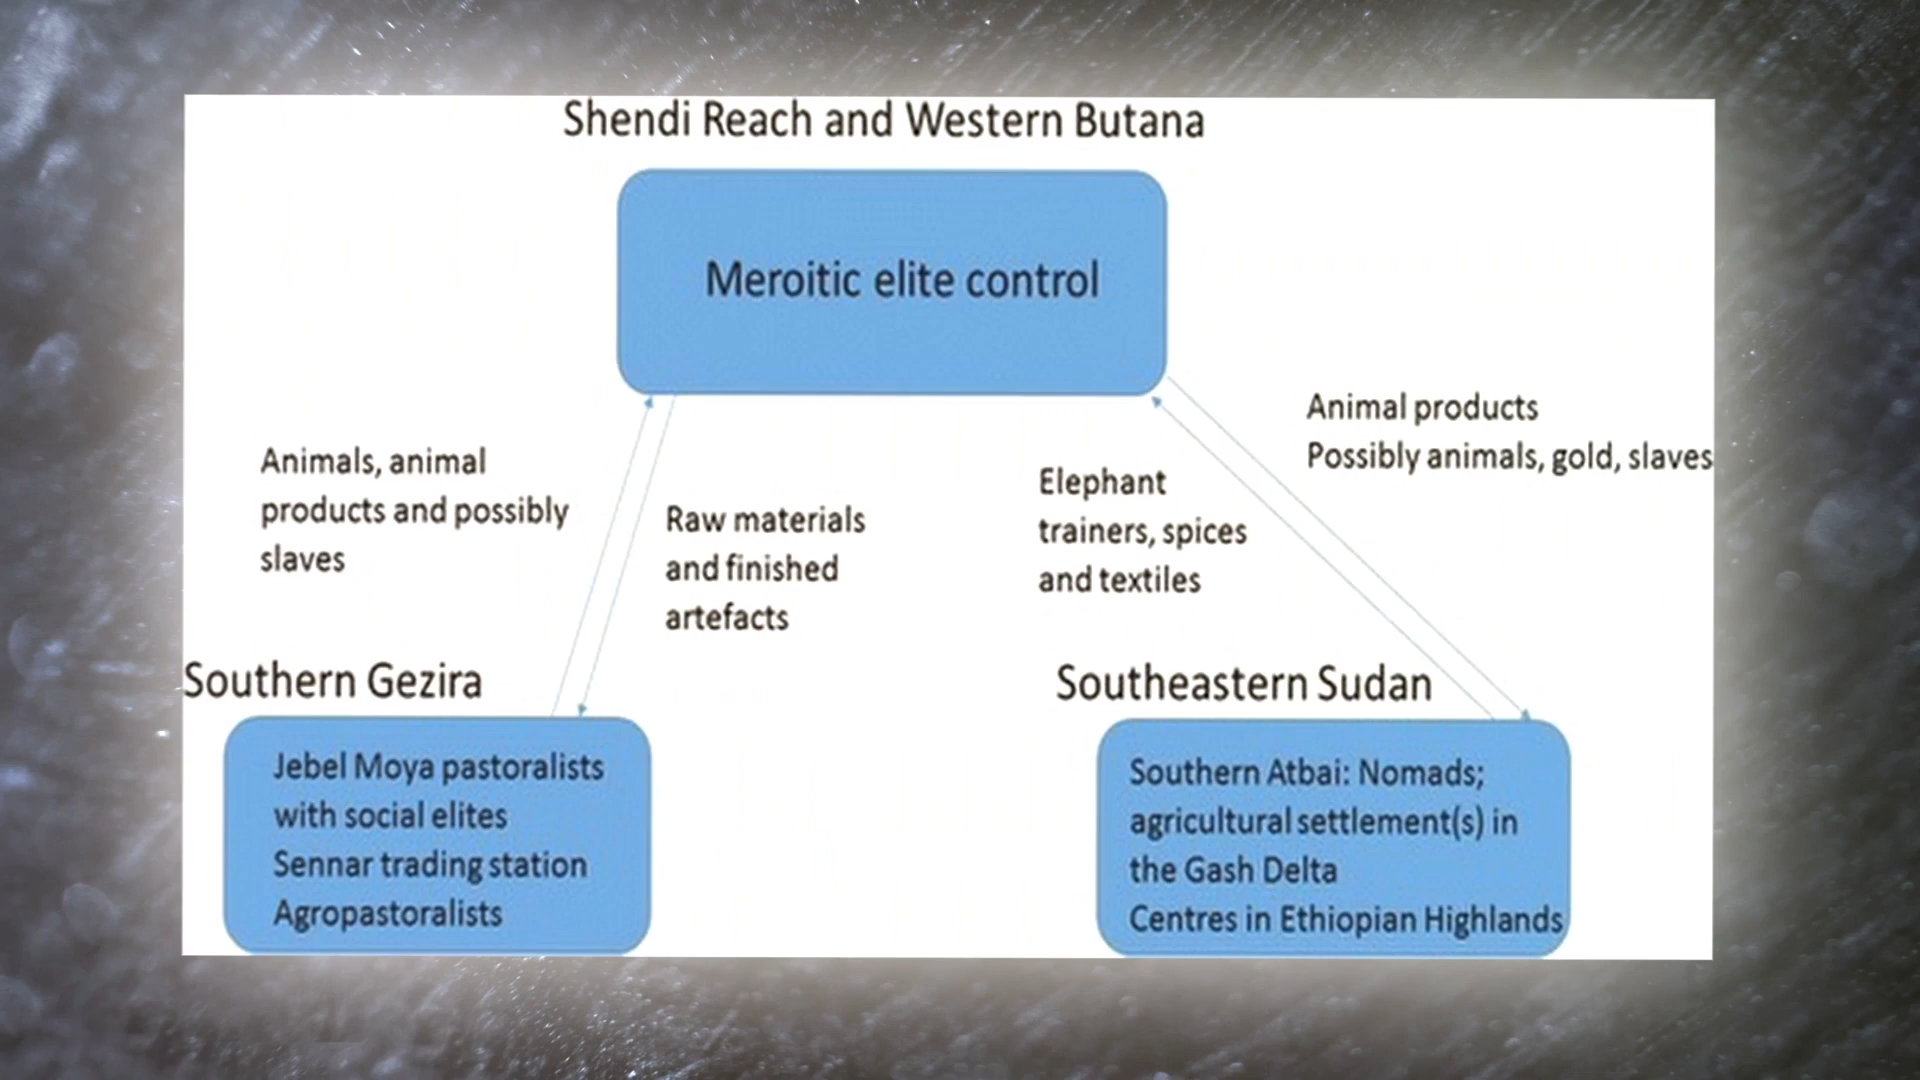 Shendi Reach and Western Butana
Meroitic elite control
Animals, animal
products and possibly
slaves
Raw materials
and finished
artefacts
Elephant
trainers, spices
and textiles
Animal products
Possibly animals, gold, slaves
Southern Gezira
Jebel Moya pastoralists
with social elites
Sennar trading station
Agropastoralists
Southeastern Sudan
Southern Atbai: Nomads;
agricultural settlement(s) in
the Gash Delta
Centres in Ethiopian Highlands